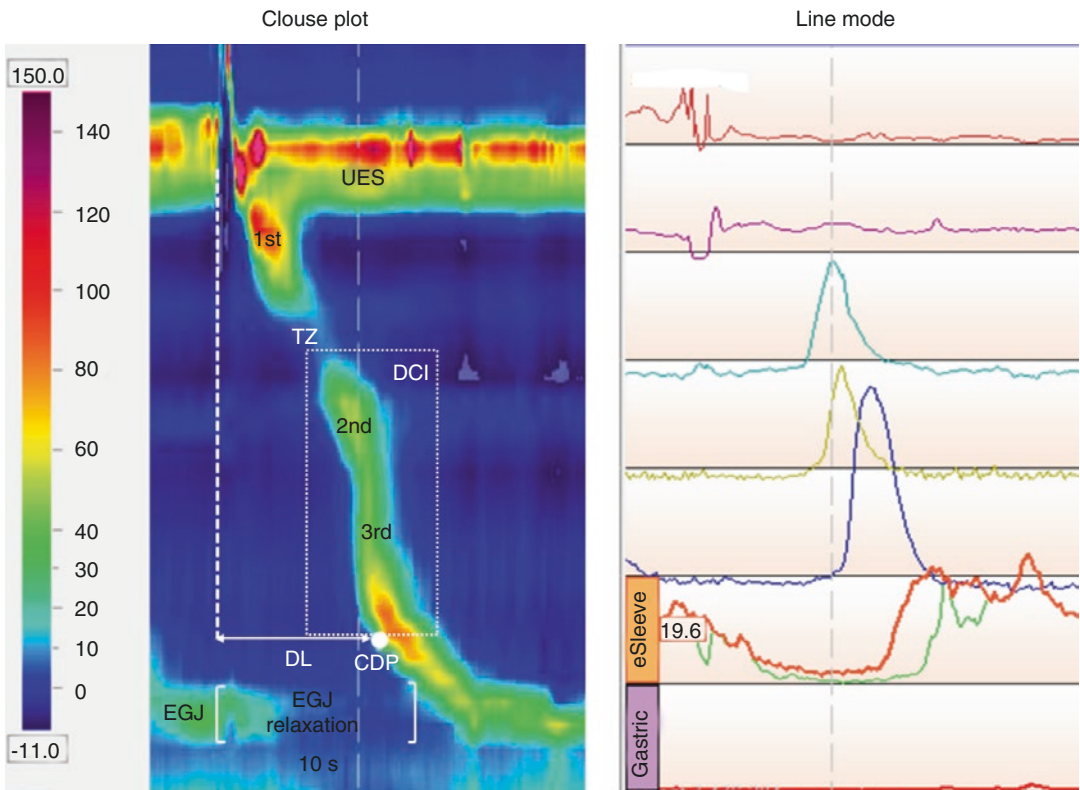 Clouse plot
Line mode
150.0
140
120
100
80
60
40
30
20
10
0
-11.0
UES
1st
TZ
DCI
2nd
3rd
DL
CDP
EGJ
EGJ
relaxation
10 s
eSleeve
19.6
Gastric